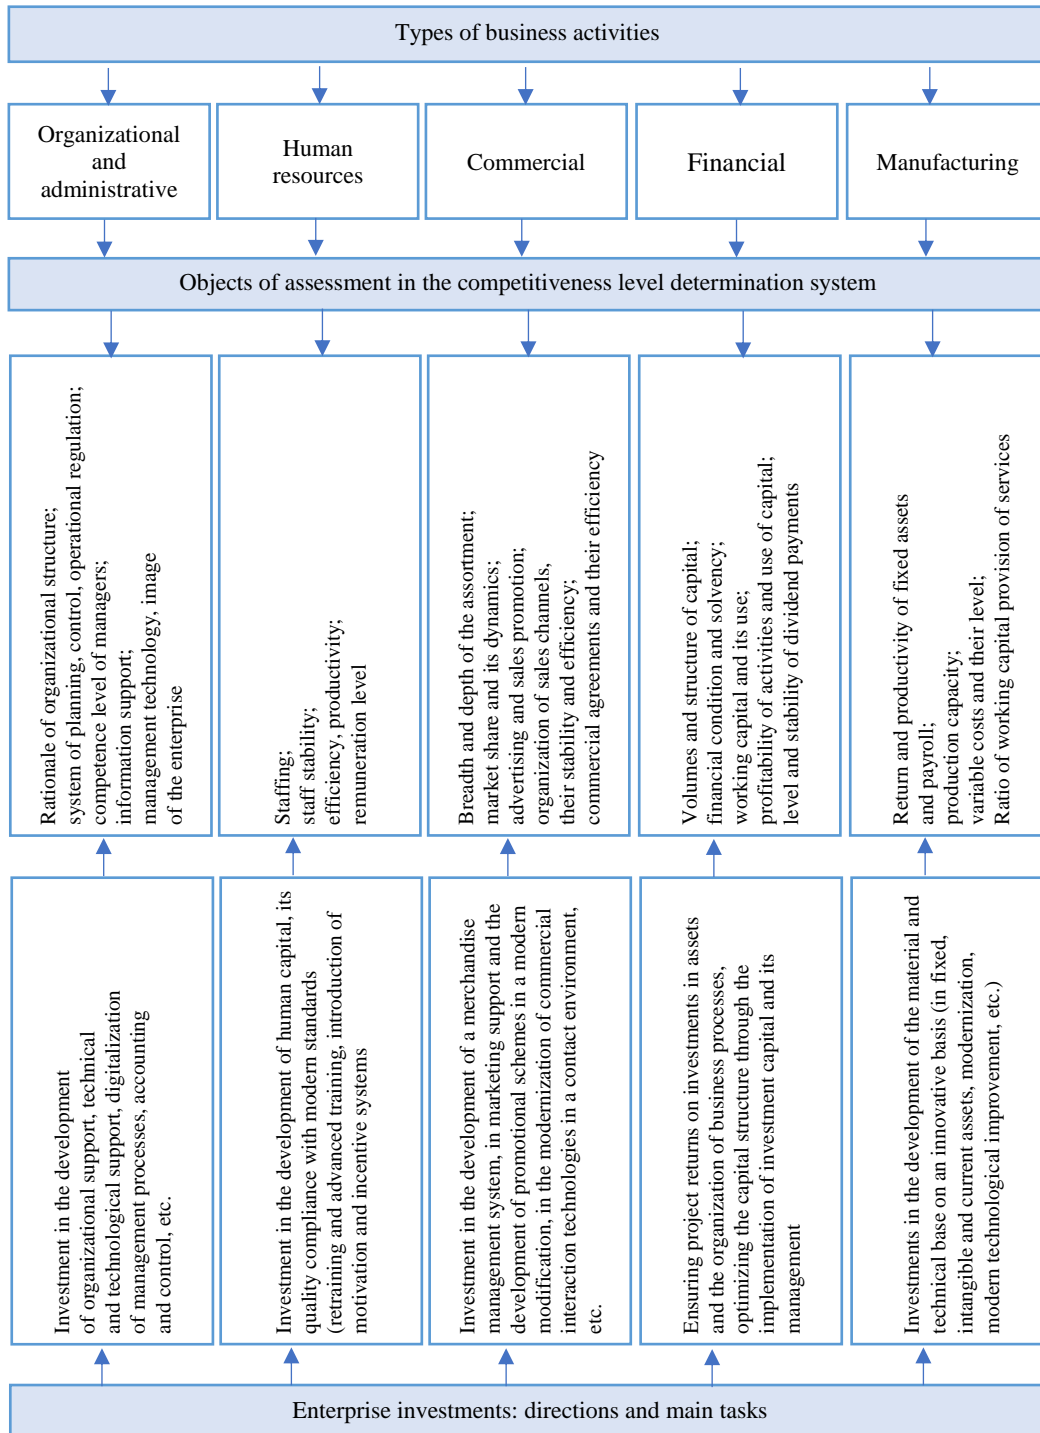 Types of business activities
Organizational
and
administrative
Human
resources
Commercial
Financial
Manufacturing
Objects of assessment in the competitiveness level determination system
Rationale of organizational structure;
system of planning, control, operational regulation;
competence level of managers;
information support;
management technology, image
of the enterprise
Staffing;
staff stability;
efficiency, productivity;
remuneration level
Breadth and depth of the assortment;
market share and its dynamics;
advertising and sales promotion;
organization of sales channels,
their stability and efficiency;
commercial agreements and their efficiency
Volumes and structure of capital;
financial condition and solvency;
working capital and its use;
profitability of activities and use of capital;
level and stability of dividend payments
Return and productivity of fixed assets
and payroll;
production capacity;
variable costs and their level;
Ratio of working capital provision of services
Investment in the development
of organizational support, technical
and technological support, digitalization
of management processes, accounting
and control, etc.
Investment in the development of human capital, its
quality compliance with modern standards
(retraining and advanced training, introduction of
motivation and incentive systems
Investment in the development of a merchandise
management system, in marketing support and the
development of promotional schemes in a modern
modification, in the modernization of commercial
interaction technologies in a contact environment,
etc.
Ensuring project returns on investments in assets
and the organization of business processes,
optimizing the capital structure through the
implementation of investment capital and its
management
Investments in the development of the material and
technical base on an innovative basis (in fixed,
intangible and current assets, modernization,
modern technological improvement, etc.)
Enterprise investments: directions and main tasks